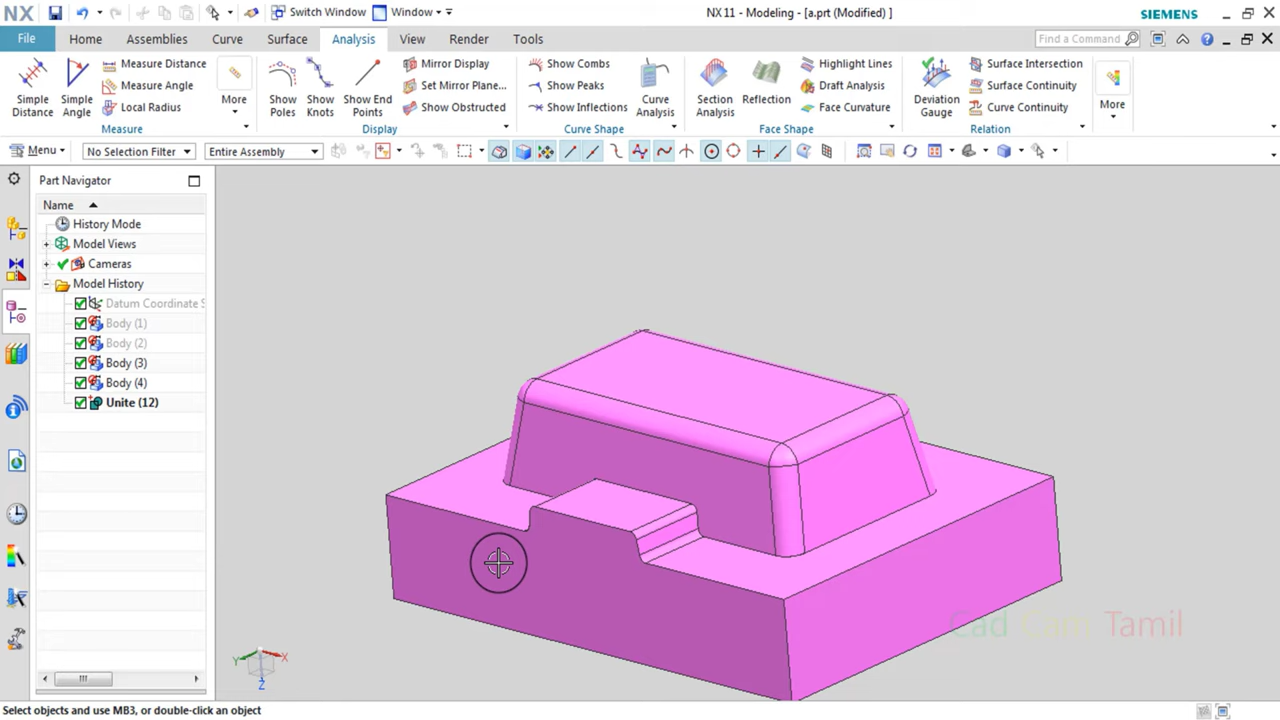 NX Switch Window Window NX 11 - Modeling - [a.prt (Modified) ] SIEMENS
File Home Assemblies Curve Surface Analysis View Render Tools Find a Command
Simple Distance
Simple Angle
Measure Distance
Measure Angle
Local Radius
More
Measure
Show Poles
Show Knots
Show End Points
Mirror Display
Set Mirror Plane...
Show Obstructed
Display
Show Combs
Show Peaks
Show Inflections
Curve Analysis
Curve Shape
Section Analysis
Reflection
Highlight Lines
Draft Analysis
Face Curvature
Face Shape
Deviation Gauge
Surface Intersection
Surface Continuity
Curve Continuity
Relation
More
Menu No Selection Filter Entire Assembly
Part Navigator
Name
History Mode
Model Views
Cameras
Model History
Datum Coordinate S
Body (1)
Body (2)
Body (3)
Body (4)
Unite (12)
Y X
Z
Cad Cam Tamil
Select objects and use MB3, or double-click an object